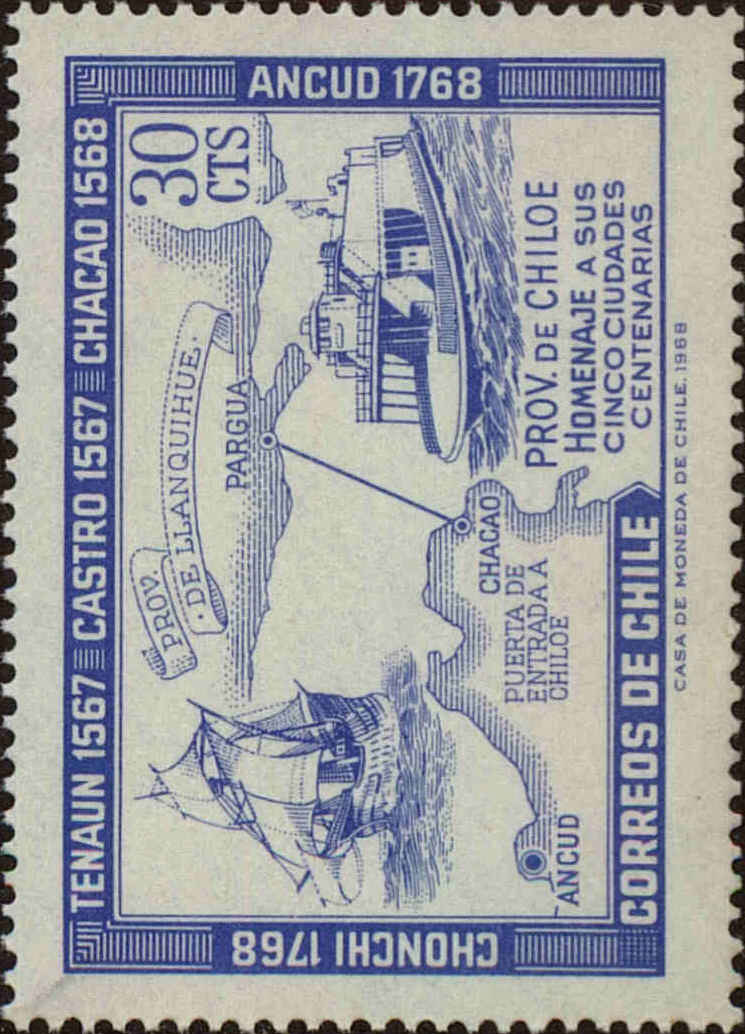 TENAUN 1567 CASTRO 1567 CHACAO 1568
ANCUD 1768
CHONCHI 1768
30
CTS
PROV.
DE LLANQUIHUE.
PARGUA
CHACAO
PUERTA DE
ENTRADA A
CHILOE
ANCUD
PROV. DE CHILOE
HOMENAJE A SUS
CINCO CIUDADES
CENTENARIAS
CORREOS DE CHILE
CASA DE MONEDA DE CHILE. 1968